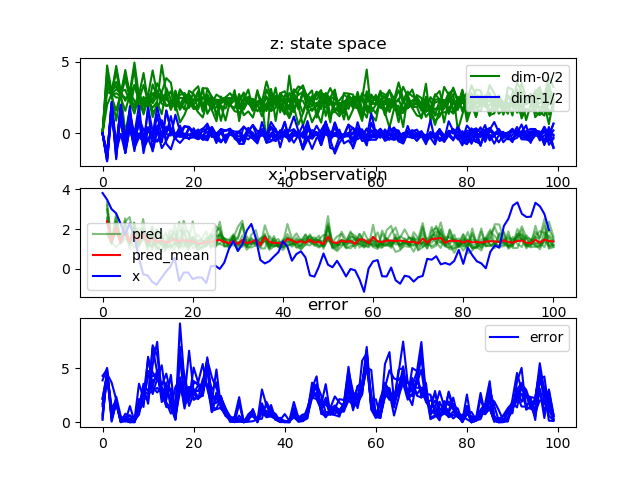 z: state space
5
0
dim-0/2
dim-1/2
0 20 40 60 80 100
x: observation
4
2
0
pred
pred_mean
x
0 20 40 60 80 100
error
5
0
error
0 20 40 60 80 100